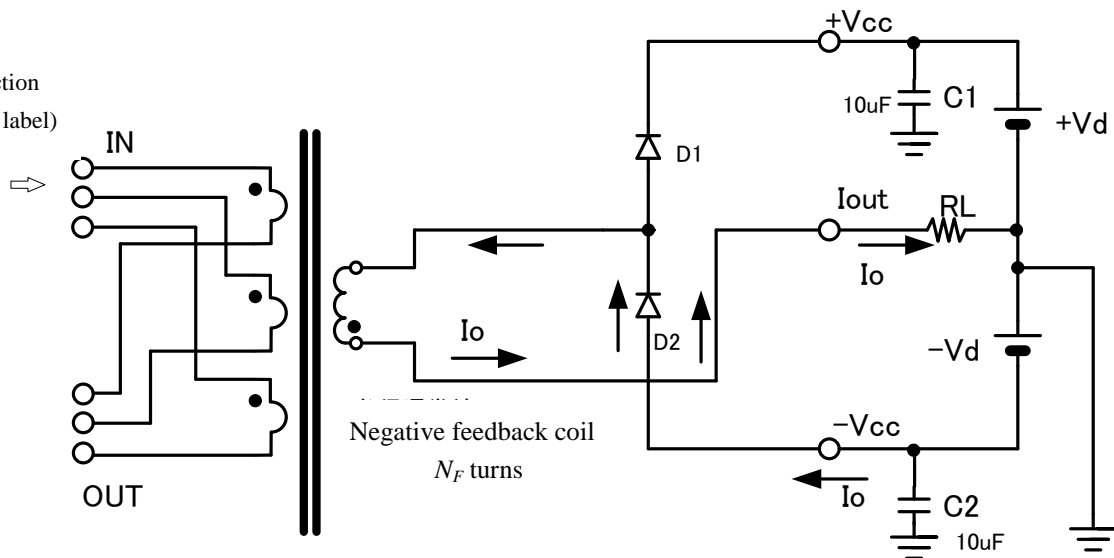 +Vcc
ction
label)
10uF
C1
+Vd
IN
D1
Iout
RL
Io
Io
D2
-Vd
Negative feedback coil
N_F turns
-Vcc
Io
OUT
C2
10uF